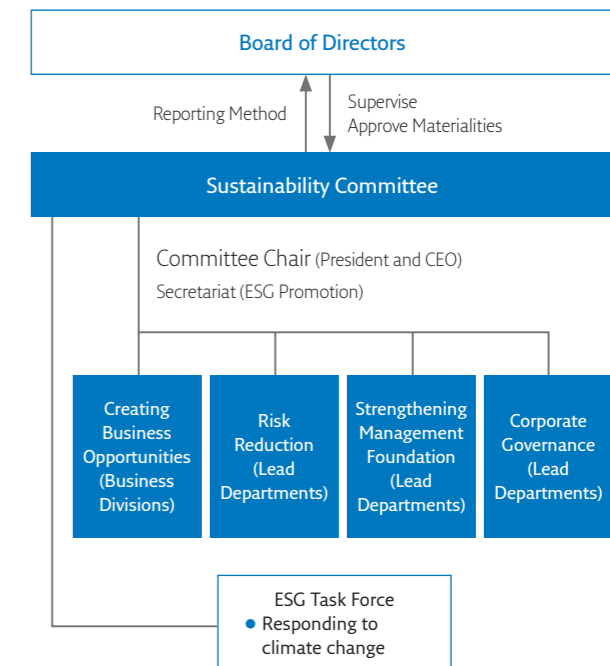 Board of Directors
Reporting Method
Supervise
Approve Materialities
Sustainability Committee
Committee Chair (President and CEO)
Secretariat (ESG Promotion)
Creating
Business
Opportunities
(Business
Divisions)
Risk
Reduction
(Lead
Departments)
Strengthening
Management
Foundation
(Lead
Departments)
Corporate
Governance
(Lead
Departments)
ESG Task Force
● Responding to
climate change